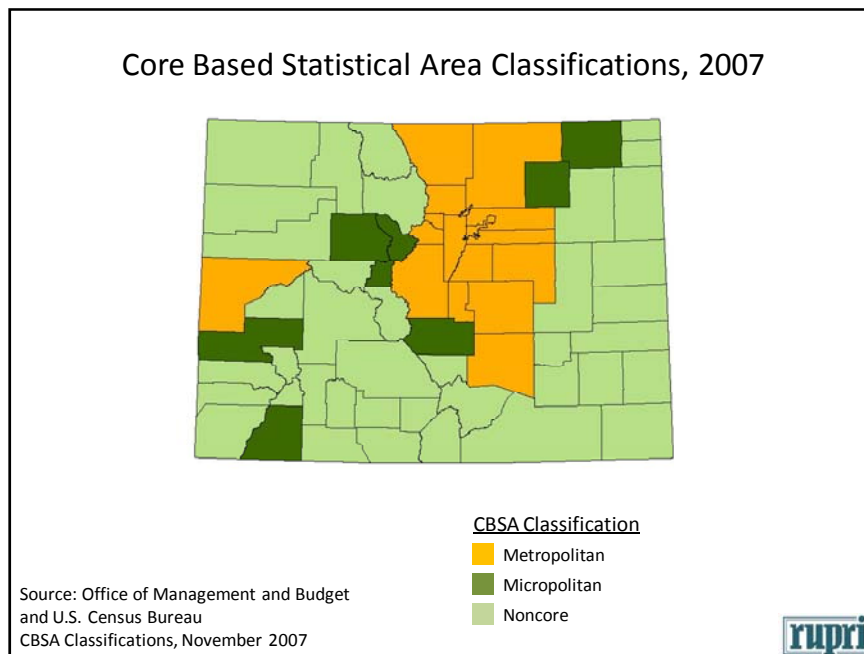 Core Based Statistical Area Classifications, 2007
CBSA Classification
Metropolitan
Micropolitan
Noncore
Source: Office of Management and Budget
and U.S. Census Bureau
CBSA Classifications, November 2007
rupri